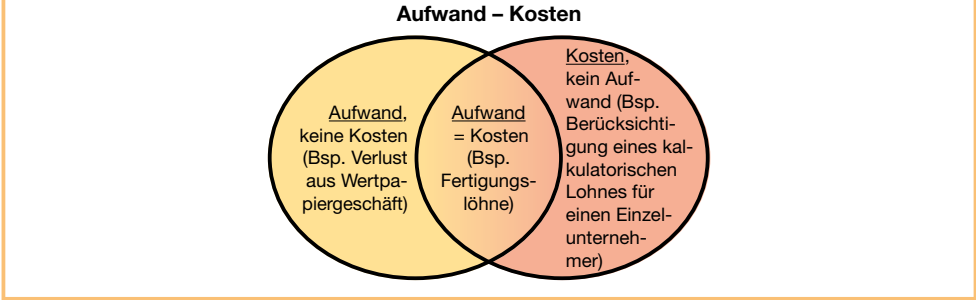 Aufwand – Kosten
Aufwand,
keine Kosten
(Bsp. Verlust
aus Wertpa-
piergeschäft)
Aufwand
= Kosten
(Bsp.
Fertigungs-
löhne)
Kosten,
kein Auf-
wand (Bsp.
Berücksichti-
gung eines kal-
kulatorischen
Lohnes für
einen Einzel-
unterneh-
mer)